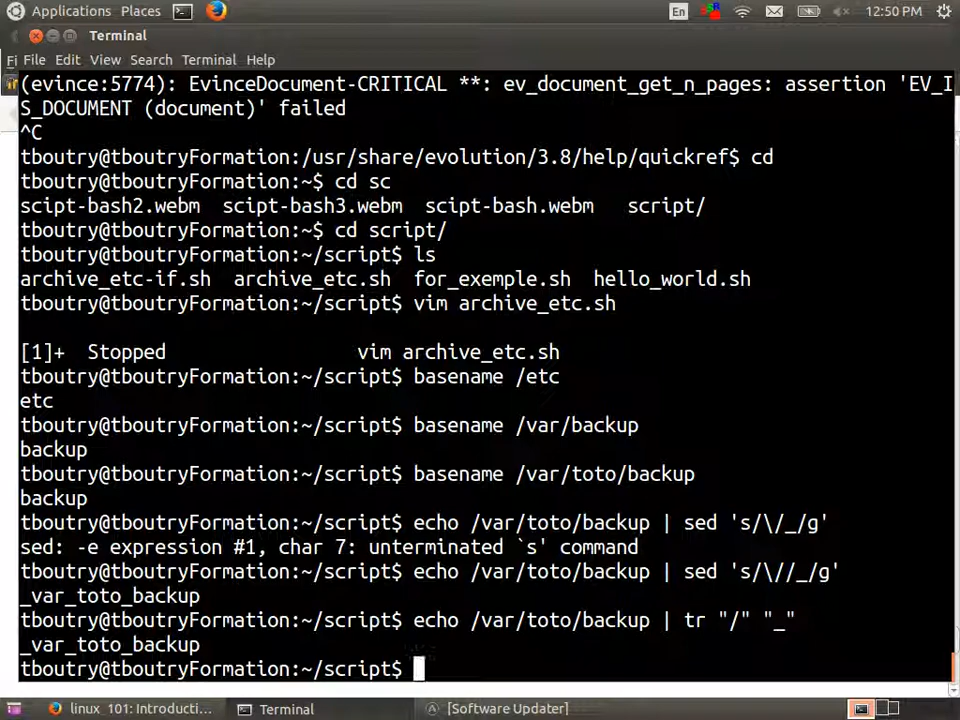 Applications Places En 12:50 PM
Terminal
Fi File Edit View Search Terminal Help
(evince:5774): EvinceDocument-CRITICAL **: ev_document_get_n_pages: assertion 'EV_I
S_DOCUMENT (document)' failed
^C
tboutry@tboutryFormation:/usr/share/evolution/3.8/help/quickref$ cd
tboutry@tboutryFormation:~$ cd sc
scipt-bash2.webm  scipt-bash3.webm  scipt-bash.webm   script/
tboutry@tboutryFormation:~$ cd script/
tboutry@tboutryFormation:~/script$ ls
archive_etc-if.sh  archive_etc.sh  for_exemple.sh  hello_world.sh
tboutry@tboutryFormation:~/script$ vim archive_etc.sh
[1]+  Stopped                 vim archive_etc.sh
tboutry@tboutryFormation:~/script$ basename /etc
etc
tboutry@tboutryFormation:~/script$ basename /var/backup
backup
tboutry@tboutryFormation:~/script$ basename /var/toto/backup
backup
tboutry@tboutryFormation:~/script$ echo /var/toto/backup | sed 's/\/_/g'
sed: -e expression #1, char 7: unterminated `s' command
tboutry@tboutryFormation:~/script$ echo /var/toto/backup | sed 's/\//_/g'
_var_toto_backup
tboutry@tboutryFormation:~/script$ echo /var/toto/backup | tr "/" "_"
_var_toto_backup
tboutry@tboutryFormation:~/script$
linux_101: Introducti... Terminal [Software Updater]